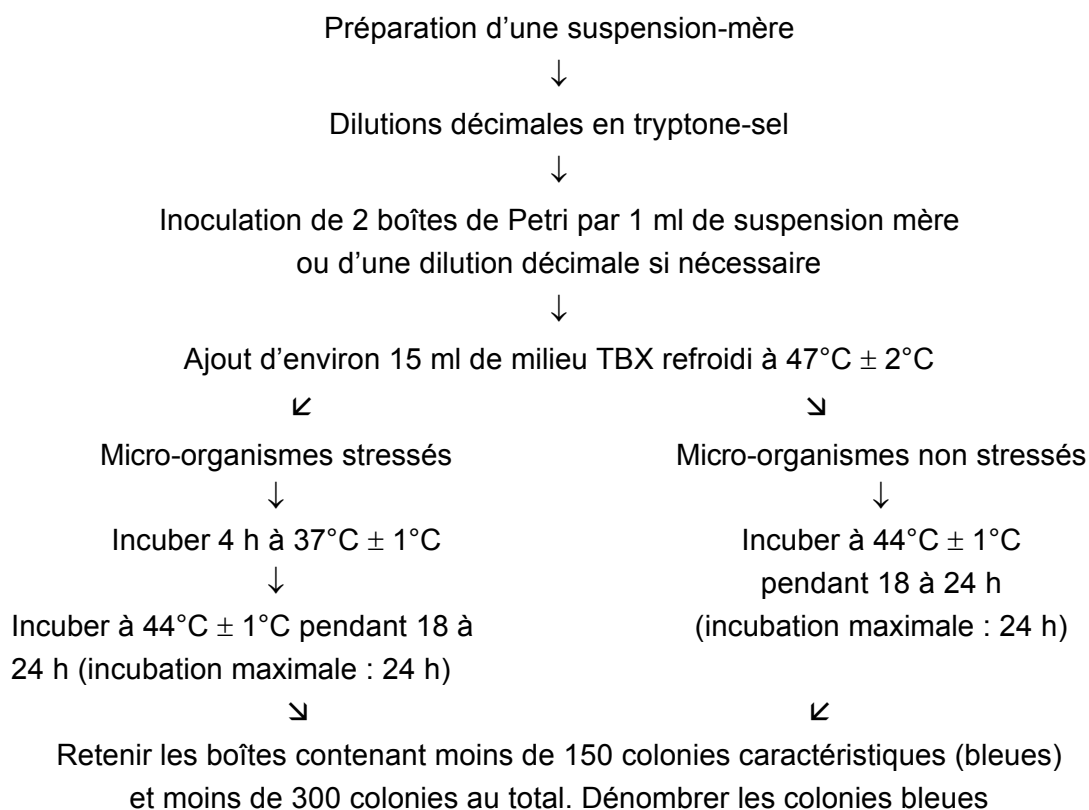 Préparation d’une suspension-mère
↓
Dilutions décimales en tryptone-sel
↓
Inoculation de 2 boîtes de Petri par 1 ml de suspension mère
ou d’une dilution décimale si nécessaire
↓
Ajout d’environ 15 ml de milieu TBX refroidi à 47°C ± 2°C
↙ ↘
Micro-organismes stressés
↓
Incuber 4 h à 37°C ± 1°C
↓
Incuber à 44°C ± 1°C pendant 18 à
24 h (incubation maximale : 24 h)
↘
Micro-organismes non stressés
↓
Incuber à 44°C ± 1°C
pendant 18 à 24 h
(incubation maximale : 24 h)
↙
Retenir les boîtes contenant moins de 150 colonies caractéristiques (bleues)
et moins de 300 colonies au total. Dénombrer les colonies bleues